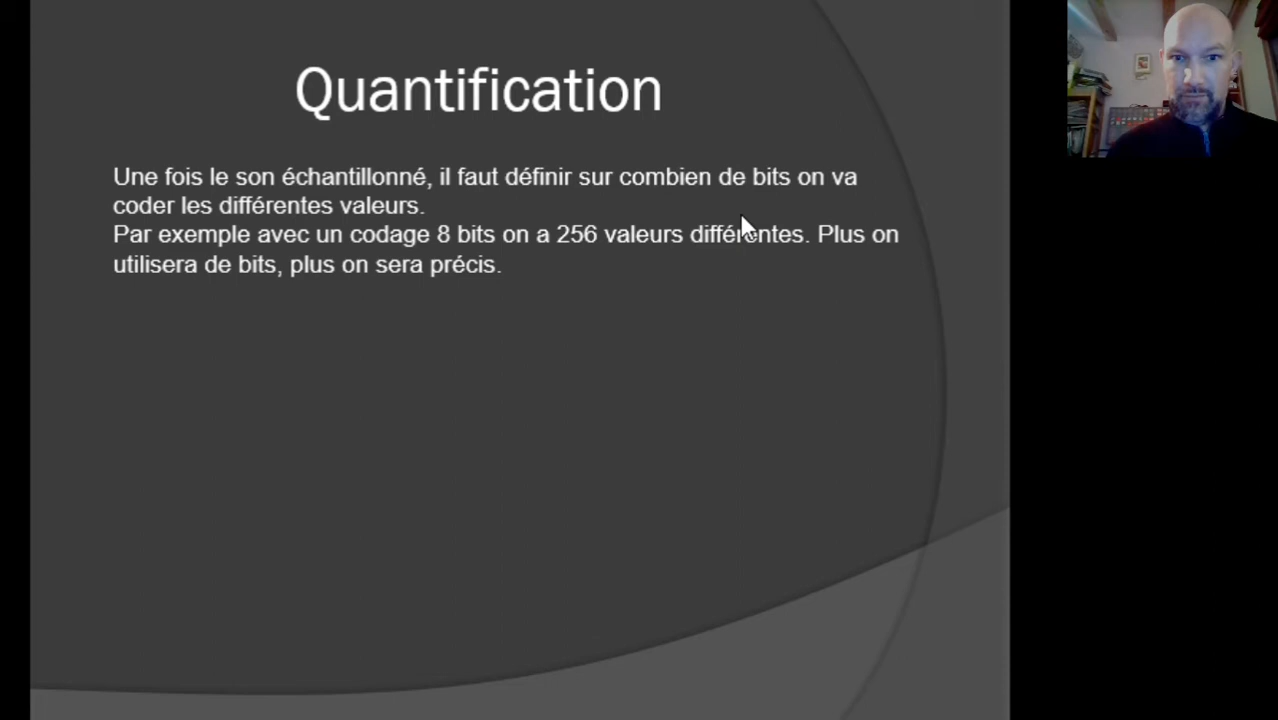 Quantification
Une fois le son échantillonné, il faut définir sur combien de bits on va
coder les différentes valeurs.
Par exemple avec un codage 8 bits on a 256 valeurs différentes. Plus on
utilisera de bits, plus on sera précis.